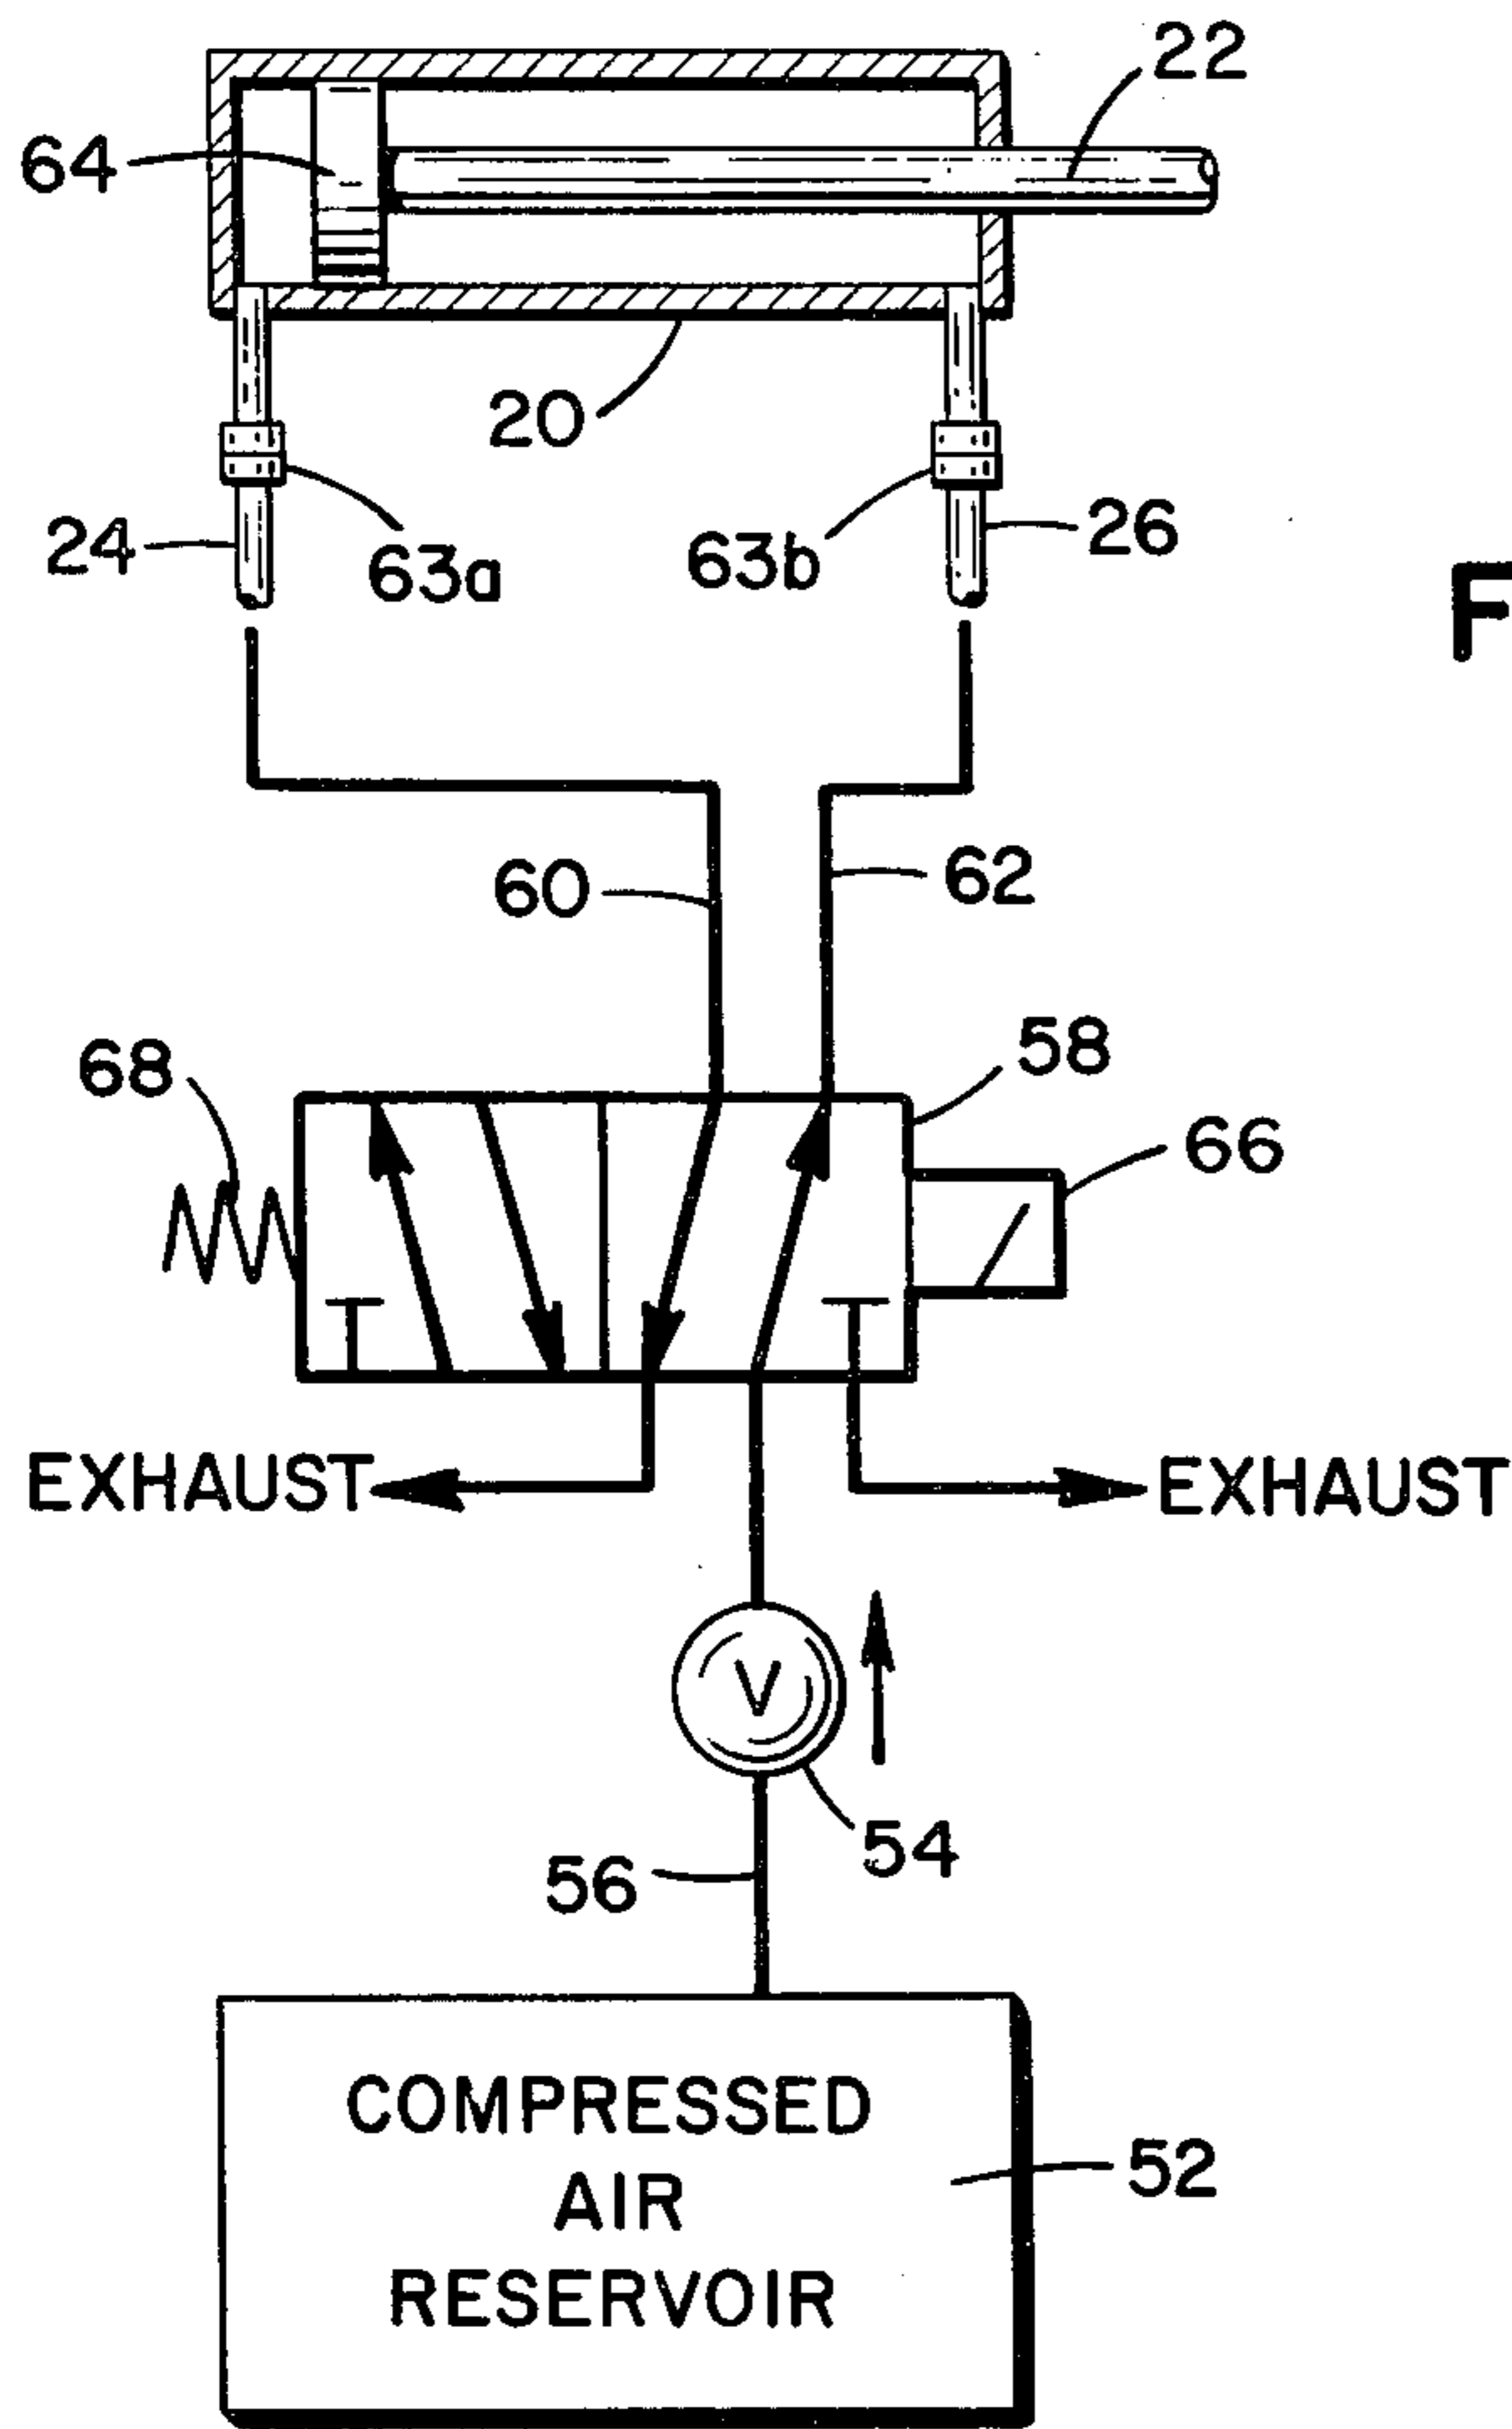 22
64
20
24
63a
63b
26
F
60
62
68
58
66
EXHAUST
EXHAUST
V
54
56
COMPRESSED
AIR
RESERVOIR
52